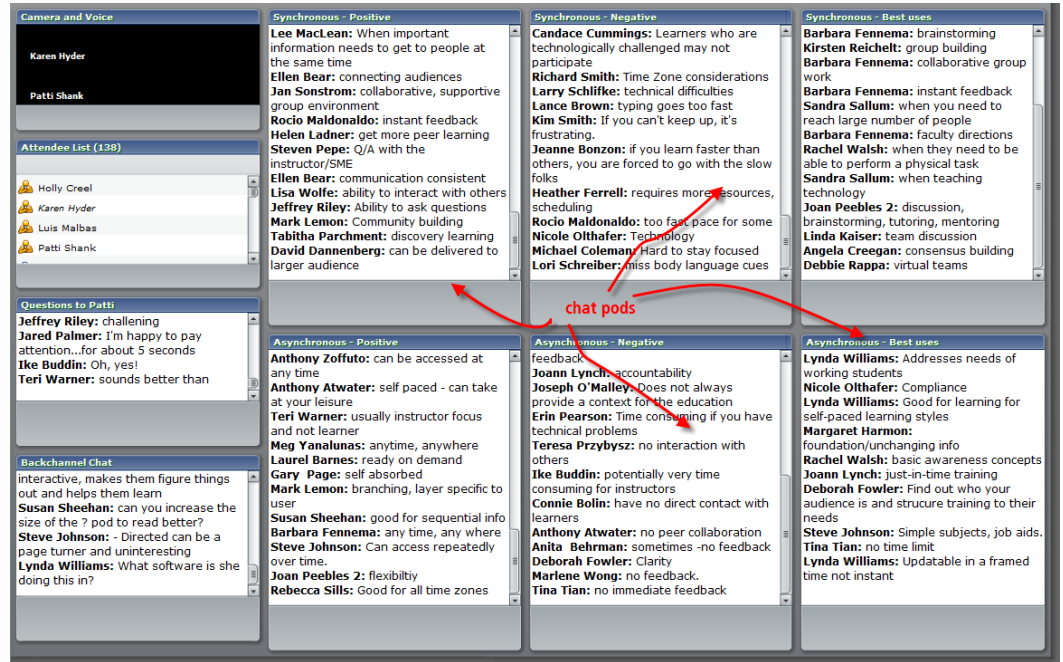 Camera and Voice
Karen Hyder
Patti Shank
Attendee List (138)
Holly Creel
Karen Hyder
Luis Malbas
Patti Shank
Questions to Patti
Jeffrey Riley: challening
Jared Palmer: I'm happy to pay
attention...for about 5 seconds
Ike Buddin: Oh, yes!
Teri Warner: sounds better than
Backchannel Chat
interactive, makes them figure things
out and helps them learn
Susan Sheehan: can you increase the
size of the ? pod to read better?
Steve Johnson: - Directed can be a
page turner and uninteresting
Lynda Williams: What software is she
doing this in?
Synchronous - Positive
Lee MacLean: When important
information needs to get to people at
the same time
Ellen Bear: connecting audiences
Jan Sonstrom: collaborative, supportive
group environment
Rocio Maldonaldo: instant feedback
Helen Ladner: get more peer learning
Steven Pepe: Q/A with the
instructor/SME
Ellen Bear: communication consistent
Lisa Wolfe: ability to interact with others
Jeffrey Riley: Ability to ask questions
Mark Lemon: Community building
Tabitha Parchment: discovery learning
David Dannenberg: can be delivered to
larger audience
Synchronous - Negative
Candace Cummings: Learners who are
technologically challenged may not
participate
Richard Smith: Time Zone considerations
Larry Schlifke: technical difficulties
Lance Brown: typing goes too fast
Kim Smith: If you can't keep up, it's
frustrating.
Jeanne Bonzon: if you learn faster than
others, you are forced to go with the slow
folks
Heather Ferrell: requires more resources,
scheduling
Rocio Maldonaldo: too fast pace for some
Nicole Olthafer: Technology
Michael Coleman: Hard to stay focused
Lori Schreiber: miss body language cues
Synchronous - Best uses
Barbara Fennema: brainstorming
Kirsten Reichelt: group building
Barbara Fennema: collaborative group
work
Barbara Fennema: instant feedback
Sandra Sallum: when you need to
reach large number of people
Barbara Fennema: faculty directions
Rachel Walsh: when they need to be
able to perform a physical task
Sandra Sallum: when teaching
technology
Joan Peebles 2: discussion,
brainstorming, tutoring, mentoring
Linda Kaiser: team discussion
Angela Creegan: consensus building
Debbie Rappa: virtual teams
chat pods
Asynchronous - Positive
Anthony Zoffuto: can be accessed at
any time
Anthony Atwater: self paced - can take
at your leisure
Teri Warner: usually instructor focus
and not learner
Meg Yanalunas: anytime, anywhere
Laurel Barnes: ready on demand
Gary Page: self absorbed
Mark Lemon: branching, layer specific to
user
Susan Sheehan: good for sequential info
Barbara Fennema: any time, any where
Steve Johnson: Can access repeatedly
over time.
Joan Peebles 2: flexibiltiy
Rebecca Sills: Good for all time zones
Asynchronous - Negative
feedback
Joann Lynch: accountability
Joseph O'Malley: Does not always
provide a context for the education
Erin Pearson: Time consuming if you have
technical problems
Teresa Przybysz: no interaction with
others
Ike Buddin: potentially very time
consuming for instructors
Connie Bolin: have no direct contact with
learners
Anthony Atwater: no peer collaboration
Anita Behrman: sometimes -no feedback
Deborah Fowler: Clarity
Marlene Wong: no feedback.
Tina Tian: no immediate feedback
Asynchronous - Best uses
Lynda Williams: Addresses needs of
working students
Nicole Olthafer: Compliance
Lynda Williams: Good for learning for
self-paced learning styles
Margaret Harmon:
foundation/unchanging info
Rachel Walsh: basic awareness concepts
Joann Lynch: just-in-time training
Deborah Fowler: Find out who your
audience is and strucure training to their
needs
Steve Johnson: Simple subjects, job aids.
Tina Tian: no time limit
Lynda Williams: Updatable in a framed
time not instant